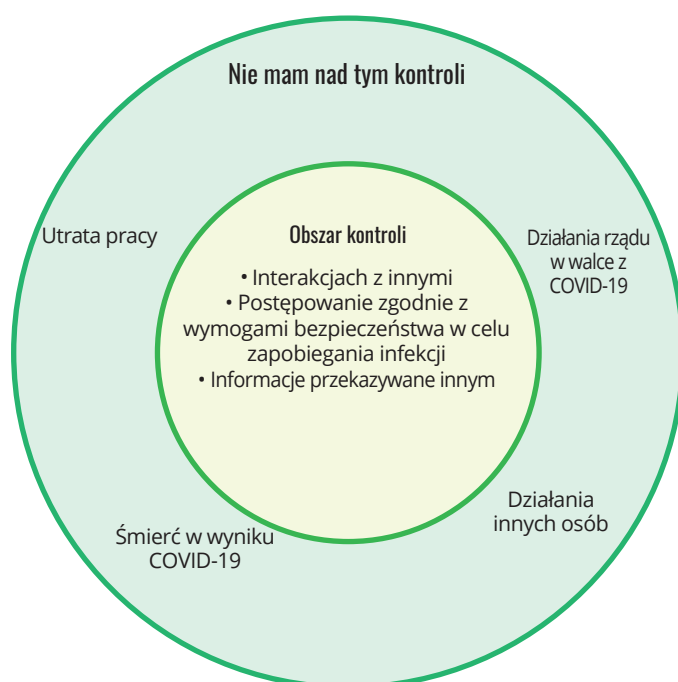 Nie mam nad tym kontroli
Utrata pracy
Obszar kontroli
• Interakcjach z innymi
• Postępowanie zgodnie z
wymogami bezpieczeństwa w celu
zapobiegania infekcji
• Informacje przekazywane innym
Działania rządu
w walce z
COVID-19
Śmierć w wyniku
COVID-19
Działania
innych osób